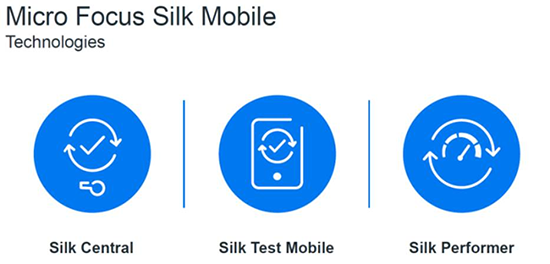 Micro Focus Silk Mobile
Technologies
Silk Central
Silk Test Mobile
Silk Performer